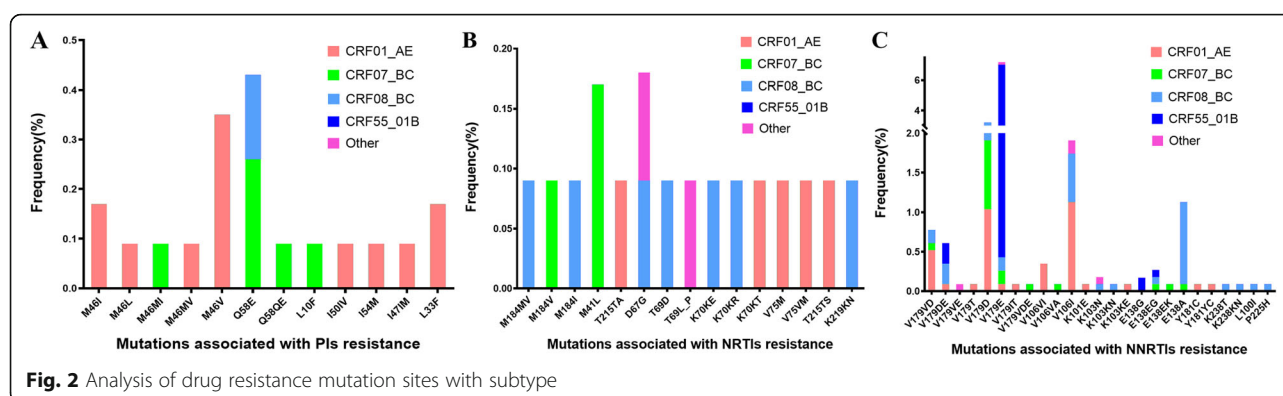 A
0.5
0.4
0.3
0.2
0.1
0.0
Frequency(%)
CRF01_AE
CRF07_BC
CRF08_BC
CRF55_01B
Other
M46I
M46L
M46MI
M46MV
M46V
Q58E
Q58QE
L10F
I50IV
I54M
I47IM
L33F
Mutations associated with PIs resistance
B
0.20
0.15
0.10
0.05
0.00
Frequency(%)
CRF01_AE
CRF07_BC
CRF08_BC
CRF55_01B
Other
M184MV
M184V
M184I
M41L
T215TA
D67G
T69D
T69L_P
K70KE
K70KR
K70KT
V75M
V75VM
T215TS
K219KN
Mutations associated with NRTIs resistance
C
6
4
2.0
1.5
1.0
0.5
0.0
Frequency(%)
CRF01_AE
CRF07_BC
CRF08_BC
CRF55_01B
Other
V179VD
V179DE
V179VE
V179T
V179D
V179E
V179IT
V179VDE
V106VI
V106VA
V106I
K101E
K103N
K103KN
K103KE
E138G
E138EG
E138EK
E138A
Y181C
Y181YC
K238T
K238KN
L100I
P225H
Mutations associated with NNRTIs resistance
Fig. 2 Analysis of drug resistance mutation sites with subtype